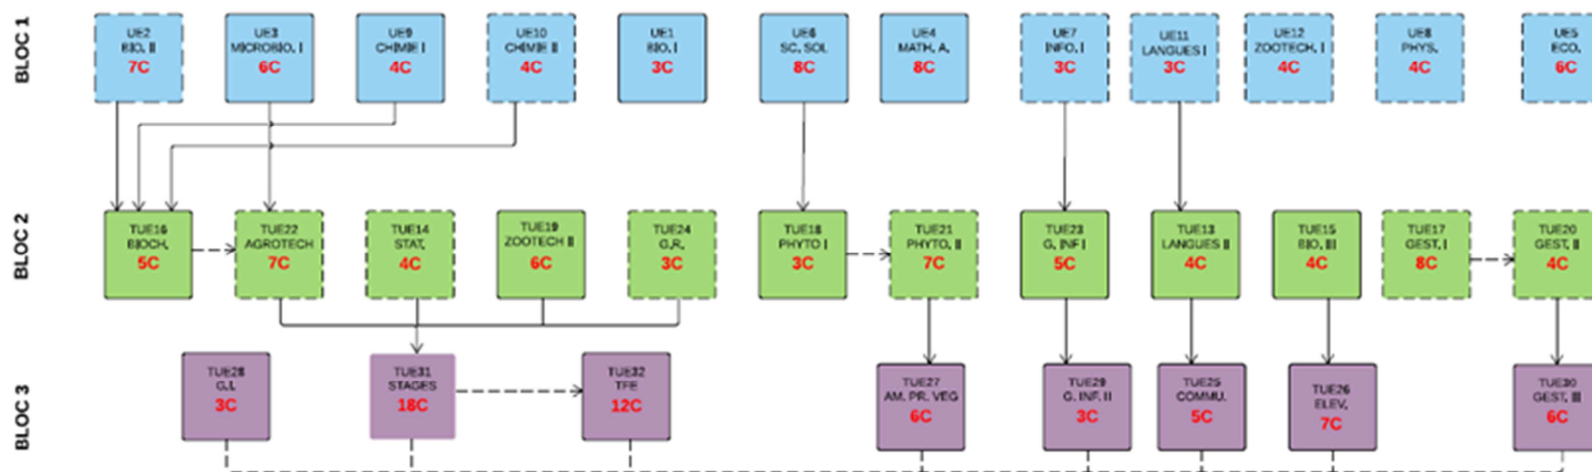 BLOC 1
UE2
BIO. II
7C
UE3
MICROBIO. I
6C
UE9
CHIMIE I
4C
UE10
CHIMIE II
4C
UE1
BIO. I
3C
UE6
SC. SOL
8C
UE4
MATH. A.
8C
UE7
INFO. I
3C
UE11
LANGUES I
3C
UE12
ZOOTECH. I
4C
UE8
PHYS.
4C
UE5
ECO.
6C
BLOC 2
TUE16
BIOCH.
5C
TUE22
AGROTECH
7C
TUE14
STAT.
4C
TUE19
ZOOTECH II
6C
TUE24
G.R.
3C
TUE18
PHYTO I
3C
TUE21
PHYTO. II
7C
TUE23
G. INF I
5C
TUE13
LANGUES II
4C
TUE15
BIO. III
4C
TUE17
GEST. I
8C
TUE20
GEST. II
4C
BLOC 3
TUE28
G.I.
3C
TUE31
STAGES
18C
TUE32
TFE
12C
TUE27
AM. PR. VEG
6C
TUE29
G. INF. II
3C
TUE25
COMMU.
5C
TUE26
ELEV.
7C
TUE30
GEST. III
6C